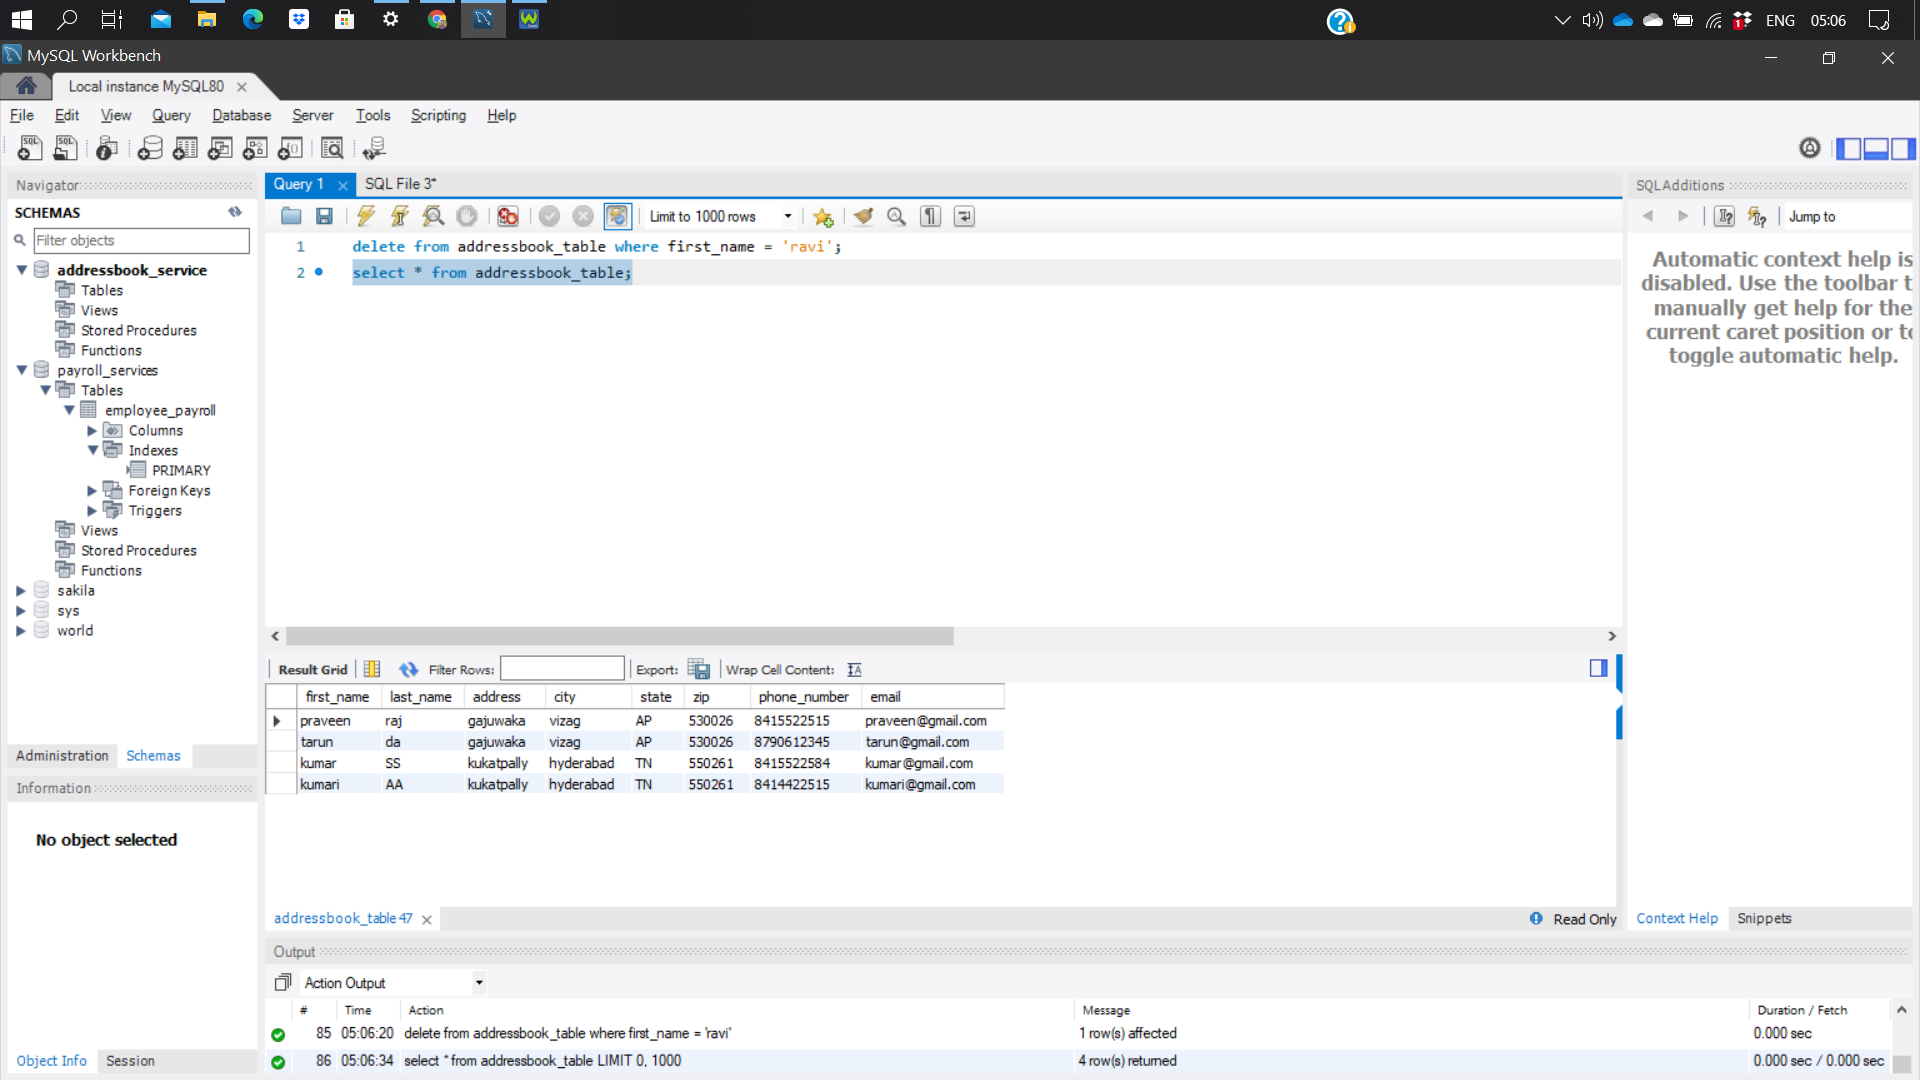 ENG 05:06
MySQL Workbench
Local instance MySQL80
File Edit View Query Database Server Tools Scripting Help
Navigator
SCHEMAS
Filter objects
addressbook_service
Tables
Views
Stored Procedures
Functions
payroll_services
Tables
employee_payroll
Columns
Indexes
PRIMARY
Foreign Keys
Triggers
Views
Stored Procedures
Functions
sakila
sys
world
Administration Schemas
Information
No object selected
Object Info Session
Query 1 SQL File 3*
Limit to 1000 rows
1 delete from addressbook_table where first_name = 'ravi';
2 select * from addressbook_table;
Result Grid Filter Rows: Export: Wrap Cell Content:
first_name last_name address city state zip phone_number email
praveen raj gajuwaka vizag AP 530026 8415522515 praveen@gmail.com
tarun da gajuwaka vizag AP 530026 8790612345 tarun@gmail.com
kumar SS kukatpally hyderabad TN 550261 8415522584 kumar@gmail.com
kumari AA kukatpally hyderabad TN 550261 8414422515 kumari@gmail.com
addressbook_table 47 Read Only
Output
Action Output
# Time Action Message Duration / Fetch
85 05:06:20 delete from addressbook_table where first_name = 'ravi' 1 row(s) affected 0.000 sec
86 05:06:34 select * from addressbook_table LIMIT 0, 1000 4 row(s) returned 0.000 sec / 0.000 sec
SQLAdditions
Jump to
Automatic context help is
disabled. Use the toolbar t
manually get help for the
current caret position or to
toggle automatic help.
Context Help Snippets